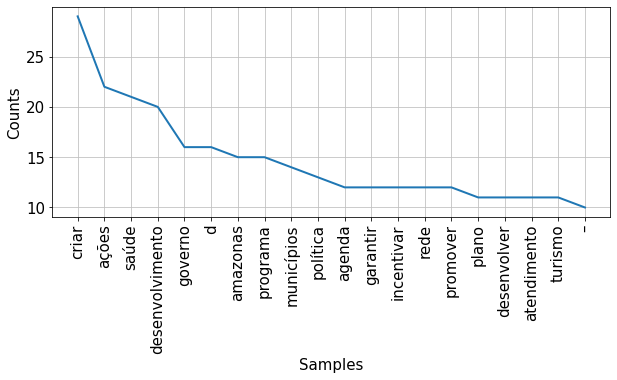 Counts
25
20
15
10
criar
ações
saúde
desenvolvimento
governo
d
amazonas
programa
municípios
política
agenda
garantir
incentivar
rede
promover
plano
desenvolver
atendimento
turismo
–
Samples